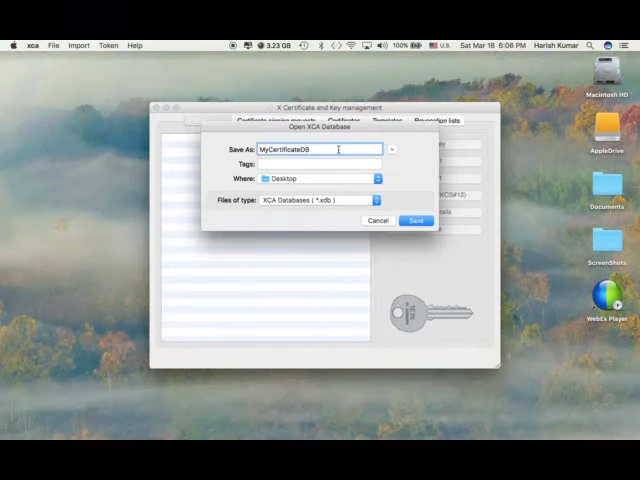 xca File Import Token Help 3.23 GB 100% U.S. Sat Mar 18 6:06 PM Harish Kumar
X Certificate and Key management
Certificate signing requests Certificates Templates Revocation lists
Open XCA Database
Save As: MyCertificateDB
Tags:
Where: Desktop
Files of type: XCA Databases ( *.xdb )
Cancel Save
Macintosh HD
AppleDrive
Documents
ScreenShots
WebEx Player